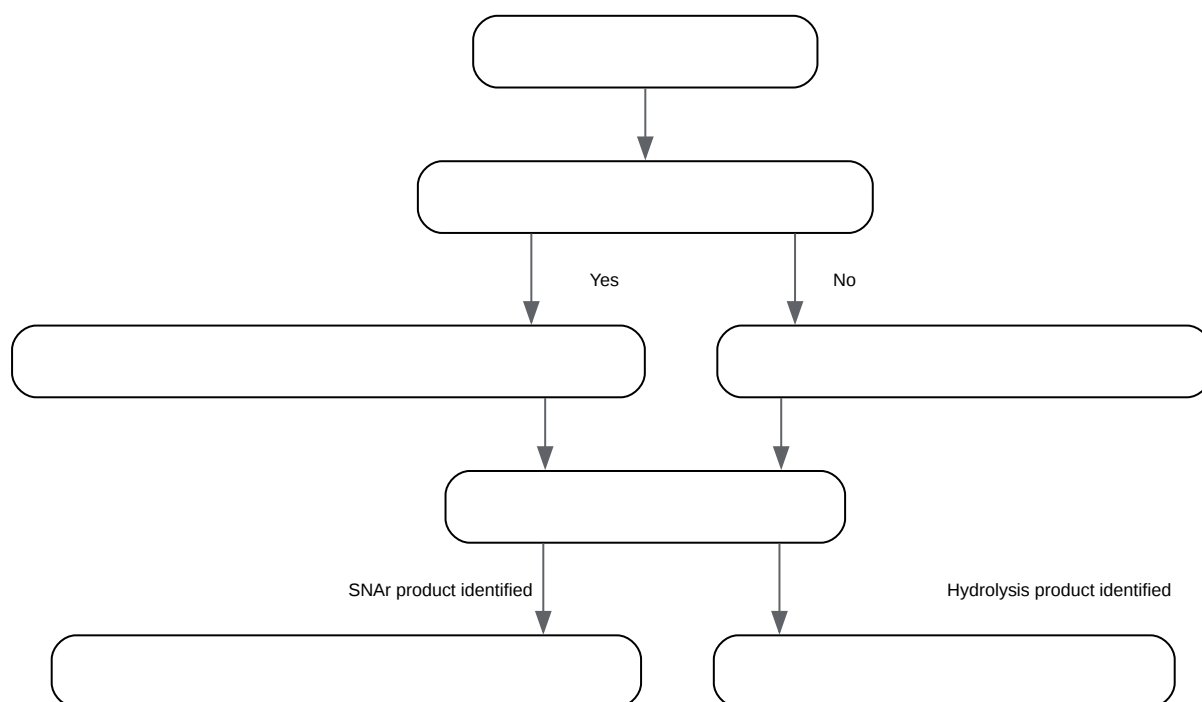 Yes
No
SNAr product identified
Hydrolysis product identified